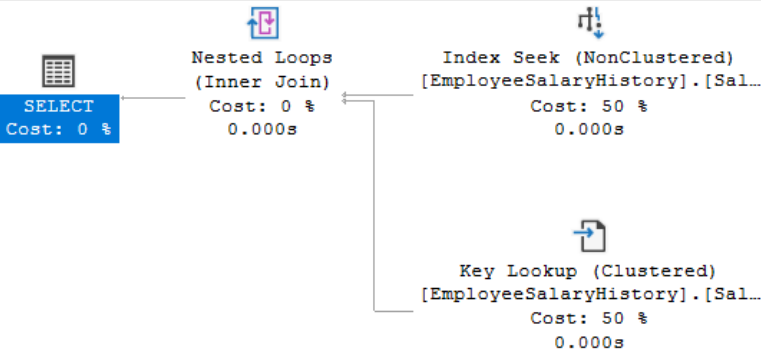 Nested Loops
(Inner Join)
Cost: 0 %
0.000s
Index Seek (NonClustered)
[EmployeeSalaryHistory].[Sal…
Cost: 50 %
0.000s
SELECT
Cost: 0 %
Key Lookup (Clustered)
[EmployeeSalaryHistory].[Sal…
Cost: 50 %
0.000s